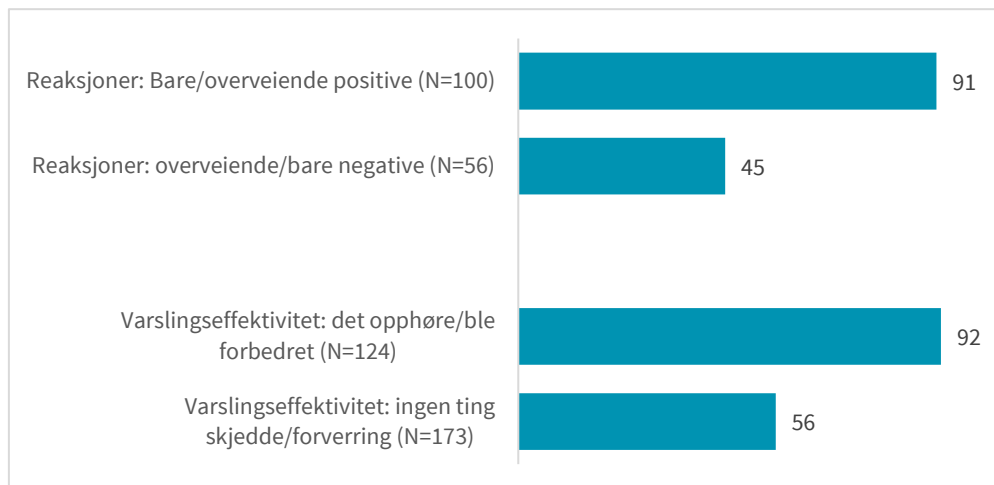 Reaksjoner: Bare/overveiende positive (N=100)
91
Reaksjoner: overveiende/bare negative (N=56)
45
Varslingseffektivitet: det opphøre/ble
forbedret (N=124)
92
Varslingseffektivitet: ingen ting
skjedde/forverring (N=173)
56